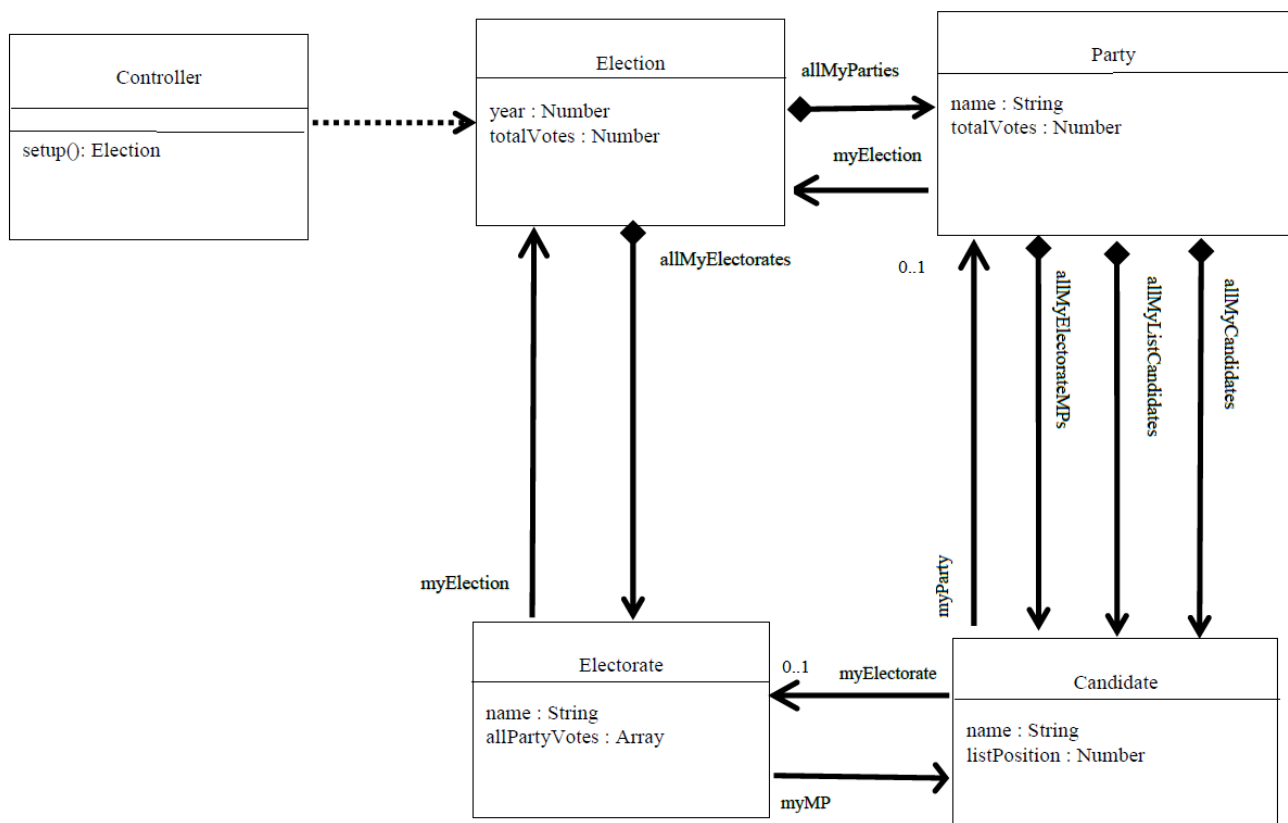 Controller
setup(): Election
Election
year : Number
totalVotes : Number
allMyParties
myElection
Party
name : String
totalVotes : Number
allMyElectorates
0..1
allMyElectorateMPs
allMyListCandidates
allMyCandidates
myElection
myParty
Electorate
name : String
allPartyVotes : Array
0..1
myElectorate
myMP
Candidate
name : String
listPosition : Number